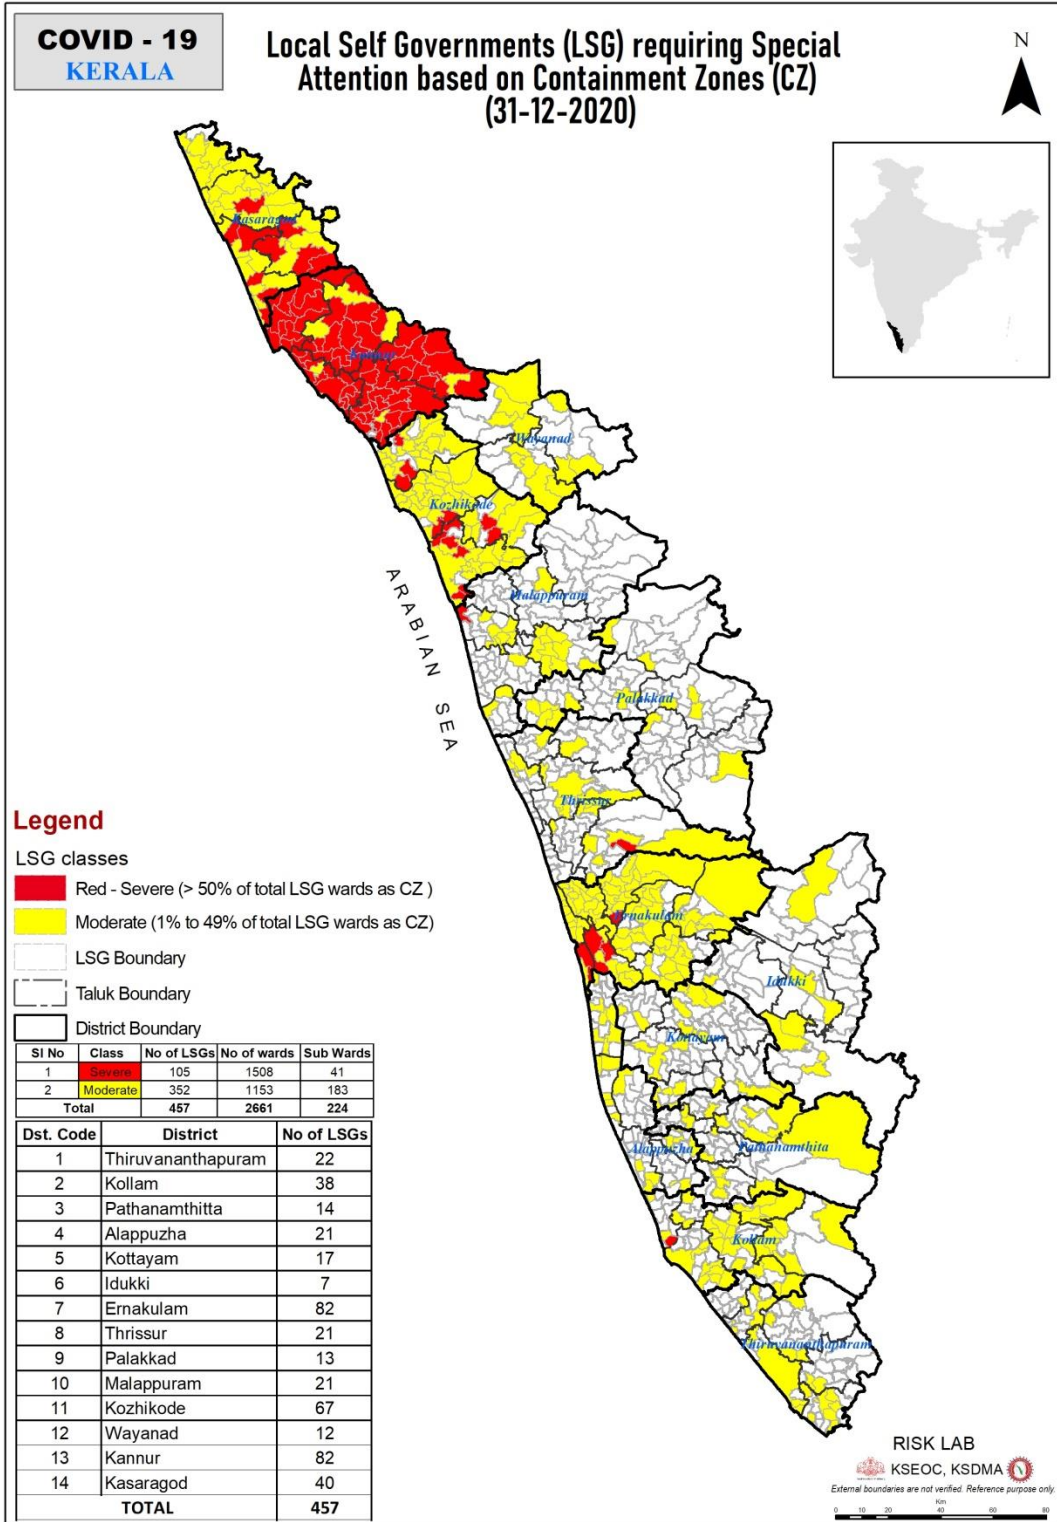 COVID - 19
KERALA
Local Self Governments (LSG) requiring Special
Attention based on Containment Zones (CZ)
(31-12-2020)
N
Kasaragod
Kannur
Wayanad
Kozhikode
Malappuram
ARABIAN SEA
Palakkad
Thrissur
Ernakulam
Idukki
Kottayam
Alappuzha
Pathanamthita
Kollam
Thiruvananthapuram
Legend
LSG classes
Red - Severe (> 50% of total LSG wards as CZ )
Moderate (1% to 49% of total LSG wards as CZ)
LSG Boundary
Taluk Boundary
District Boundary
Sl No Class No of LSGs No of wards Sub Wards
1 Severe 105 1508 41
2 Moderate 352 1153 183
Total 457 2661 224
Dst. Code District No of LSGs
1 Thiruvananthapuram 22
2 Kollam 38
3 Pathanamthitta 14
4 Alappuzha 21
5 Kottayam 17
6 Idukki 7
7 Ernakulam 82
8 Thrissur 21
9 Palakkad 13
10 Malappuram 21
11 Kozhikode 67
12 Wayanad 12
13 Kannur 82
14 Kasaragod 40
TOTAL 457
RISK LAB
KSEOC, KSDMA
External boundaries are not verified. Reference purpose only.
Km
0 10 20 40 60 80